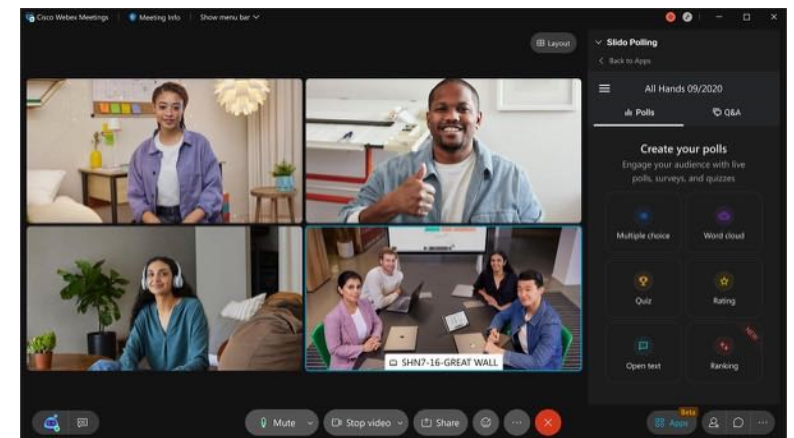 Cisco Webex Meetings
Meeting Info
Show menu bar
Layout
Slido Polling
Back to Apps
All Hands 09/2020
Polls
Q&A
Create your polls
Engage your audience with live
polls, surveys, and quizzes
Multiple choice
Word cloud
Quiz
Rating
NEW
Open text
Ranking
SHN7-16-GREAT WALL
Mute
Stop video
Share
Beta
Apps